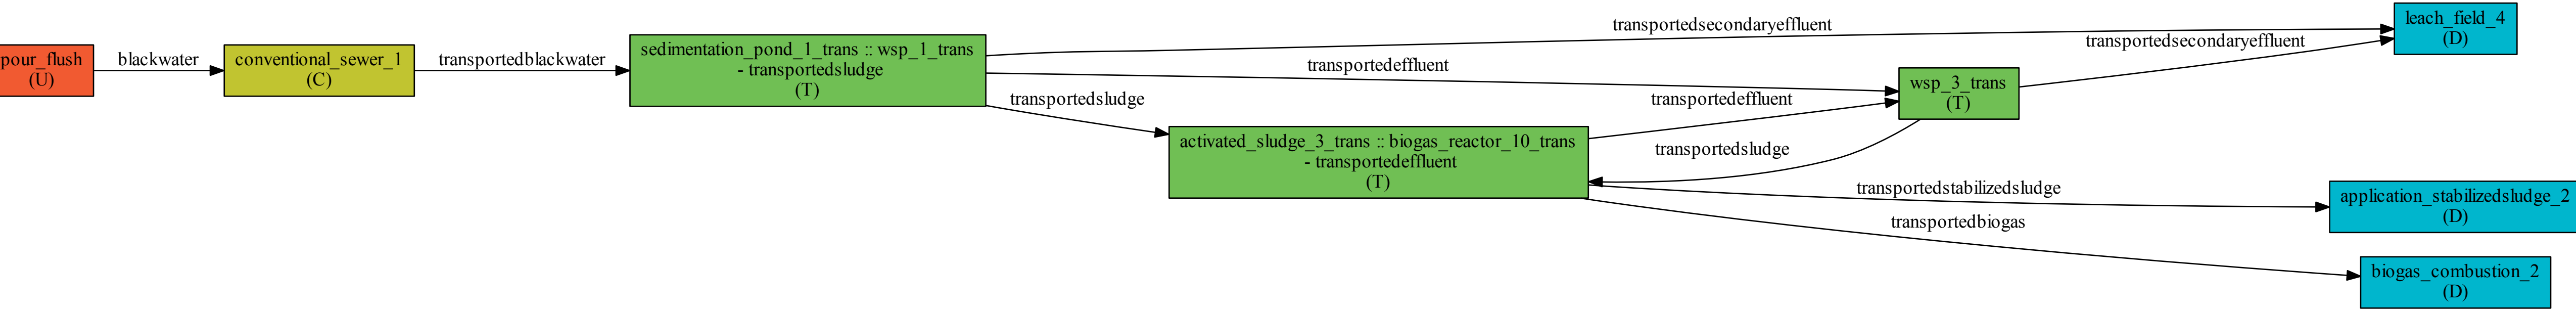 pour_flush
(U)
blackwater
conventional_sewer_1
(C)
transportedblackwater
sedimentation_pond_1_trans :: wsp_1_trans
- transportedsludge
(T)
transportedsecondaryeffluent
transportedeffluent
transportedsludge
activated_sludge_3_trans :: biogas_reactor_10_trans
- transportedeffluent
(T)
transportedeffluent
transportedsludge
transportedstabilizedsludge
transportedbiogas
wsp_3_trans
(T)
transportedsecondaryeffluent
leach_field_4
(D)
application_stabilizedsludge_2
(D)
biogas_combustion_2
(D)